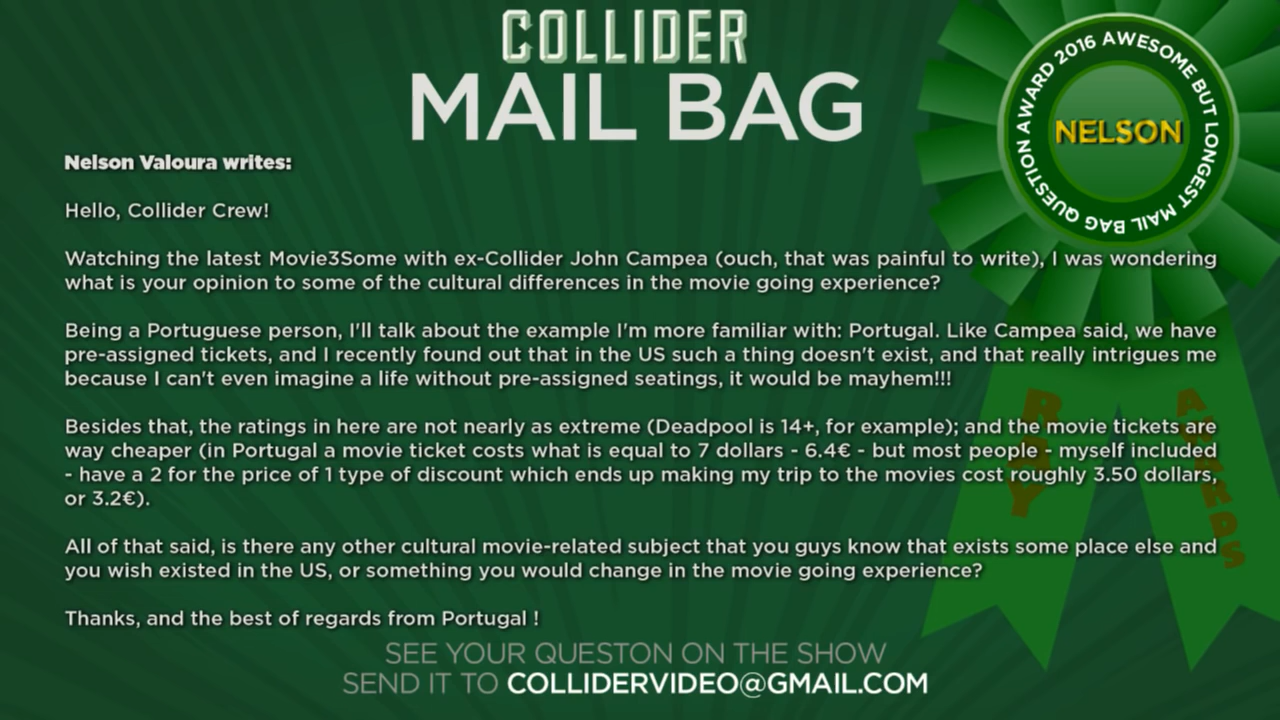 COLLIDER
MAIL BAG
QUESTION AWARD 2016 AWESOME BUT LONGEST MAIL BAG
NELSON
Nelson Valoura writes:
Hello, Collider Crew!
Watching the latest Movie3Some with ex-Collider John Campea (ouch, that was painful to write), I was wondering
what is your opinion to some of the cultural differences in the movie going experience?
Being a Portuguese person, I'll talk about the example I'm more familiar with: Portugal. Like Campea said, we have
pre-assigned tickets, and I recently found out that in the US such a thing doesn't exist, and that really intrigues me
because I can't even imagine a life without pre-assigned seatings, it would be mayhem!!!
Besides that, the ratings in here are not nearly as extreme (Deadpool is 14+, for example); and the movie tickets are
way cheaper (in Portugal a movie ticket costs what is equal to 7 dollars - 6.4€ - but most people - myself included
- have a 2 for the price of 1 type of discount which ends up making my trip to the movies cost roughly 3.50 dollars,
or 3.2€).
All of that said, is there any other cultural movie-related subject that you guys know that exists some place else and
you wish existed in the US, or something you would change in the movie going experience?
Thanks, and the best of regards from Portugal !
SEE YOUR QUESTON ON THE SHOW
SEND IT TO COLLIDERVIDEO@GMAIL.COM